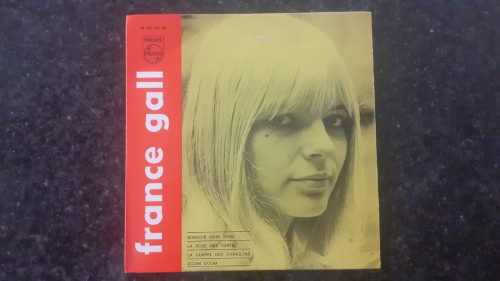 PHILIPS
france gall
BONSOIR JOHN JOHN
LA ROSE DES VENTS
LA GUERRE DES CHANSONS
BOOM BOOM